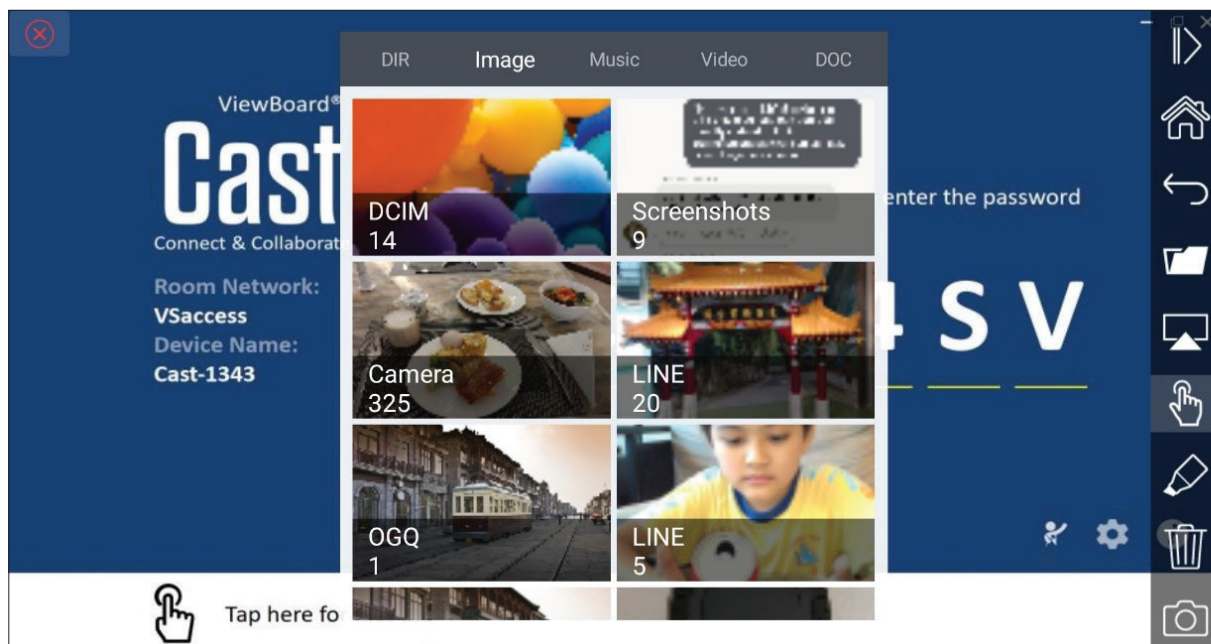 DIR Image Music Video DOC
ViewBoard®
Cast
Connect & Collaborate
enter the password
Room Network:
VSaccess
Device Name:
Cast-1343
S V
DCIM
14
Screenshots
9
Camera
325
LINE
20
OGQ
1
LINE
5
Tap here fo